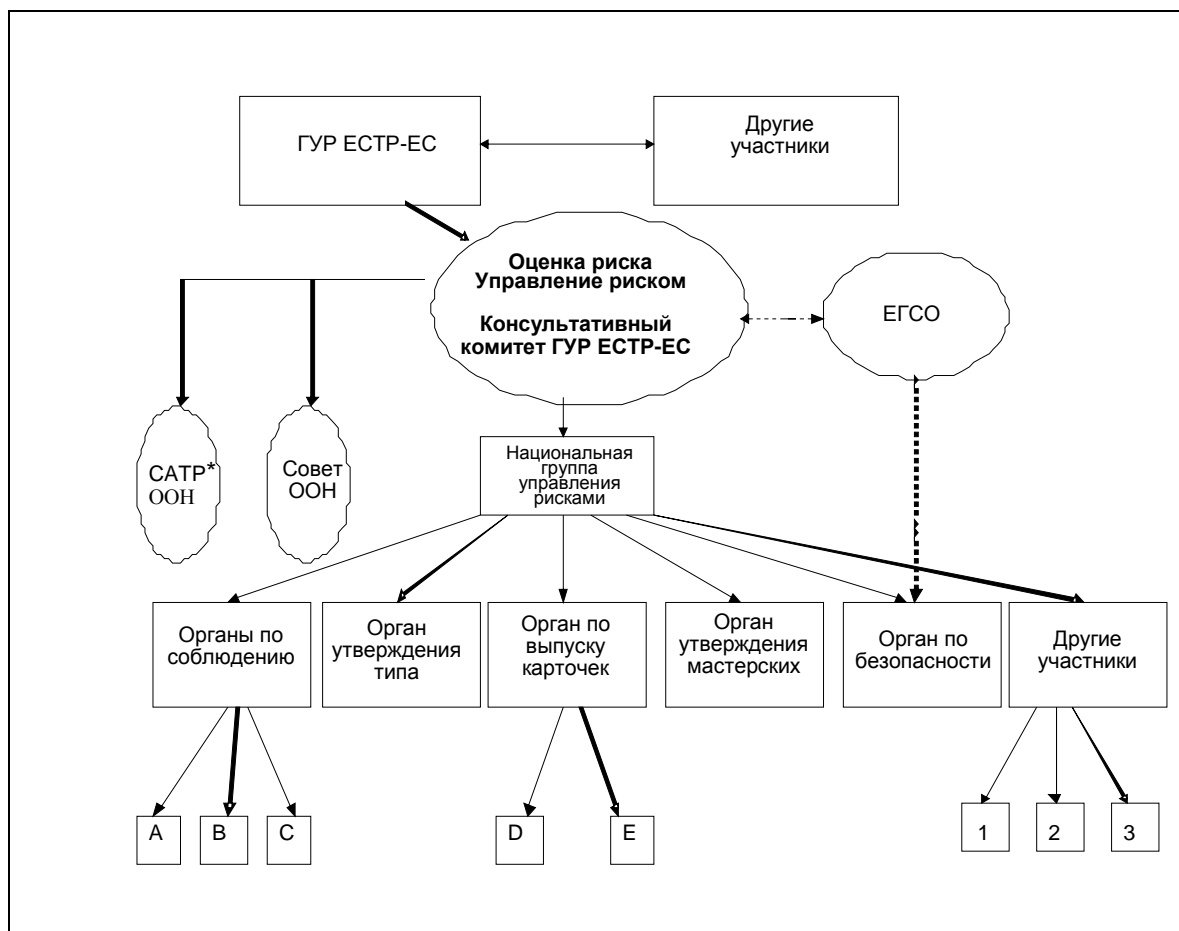 ГУР ЕСТР-ЕС
Другие
участники
Оценка риска
Управление риском
Консультативный
комитет ГУР ЕСТР-ЕС
ЕГСО
САТР*
ООН
Совет
ООН
Национальная
группа
управления
рисками
Органы по
соблюдению
Орган
утверждения
типа
Орган по
выпуску
карточек
Орган
утверждения
мастерских
Орган по
безопасности
Другие
участники
A
B
C
D
E
1
2
3